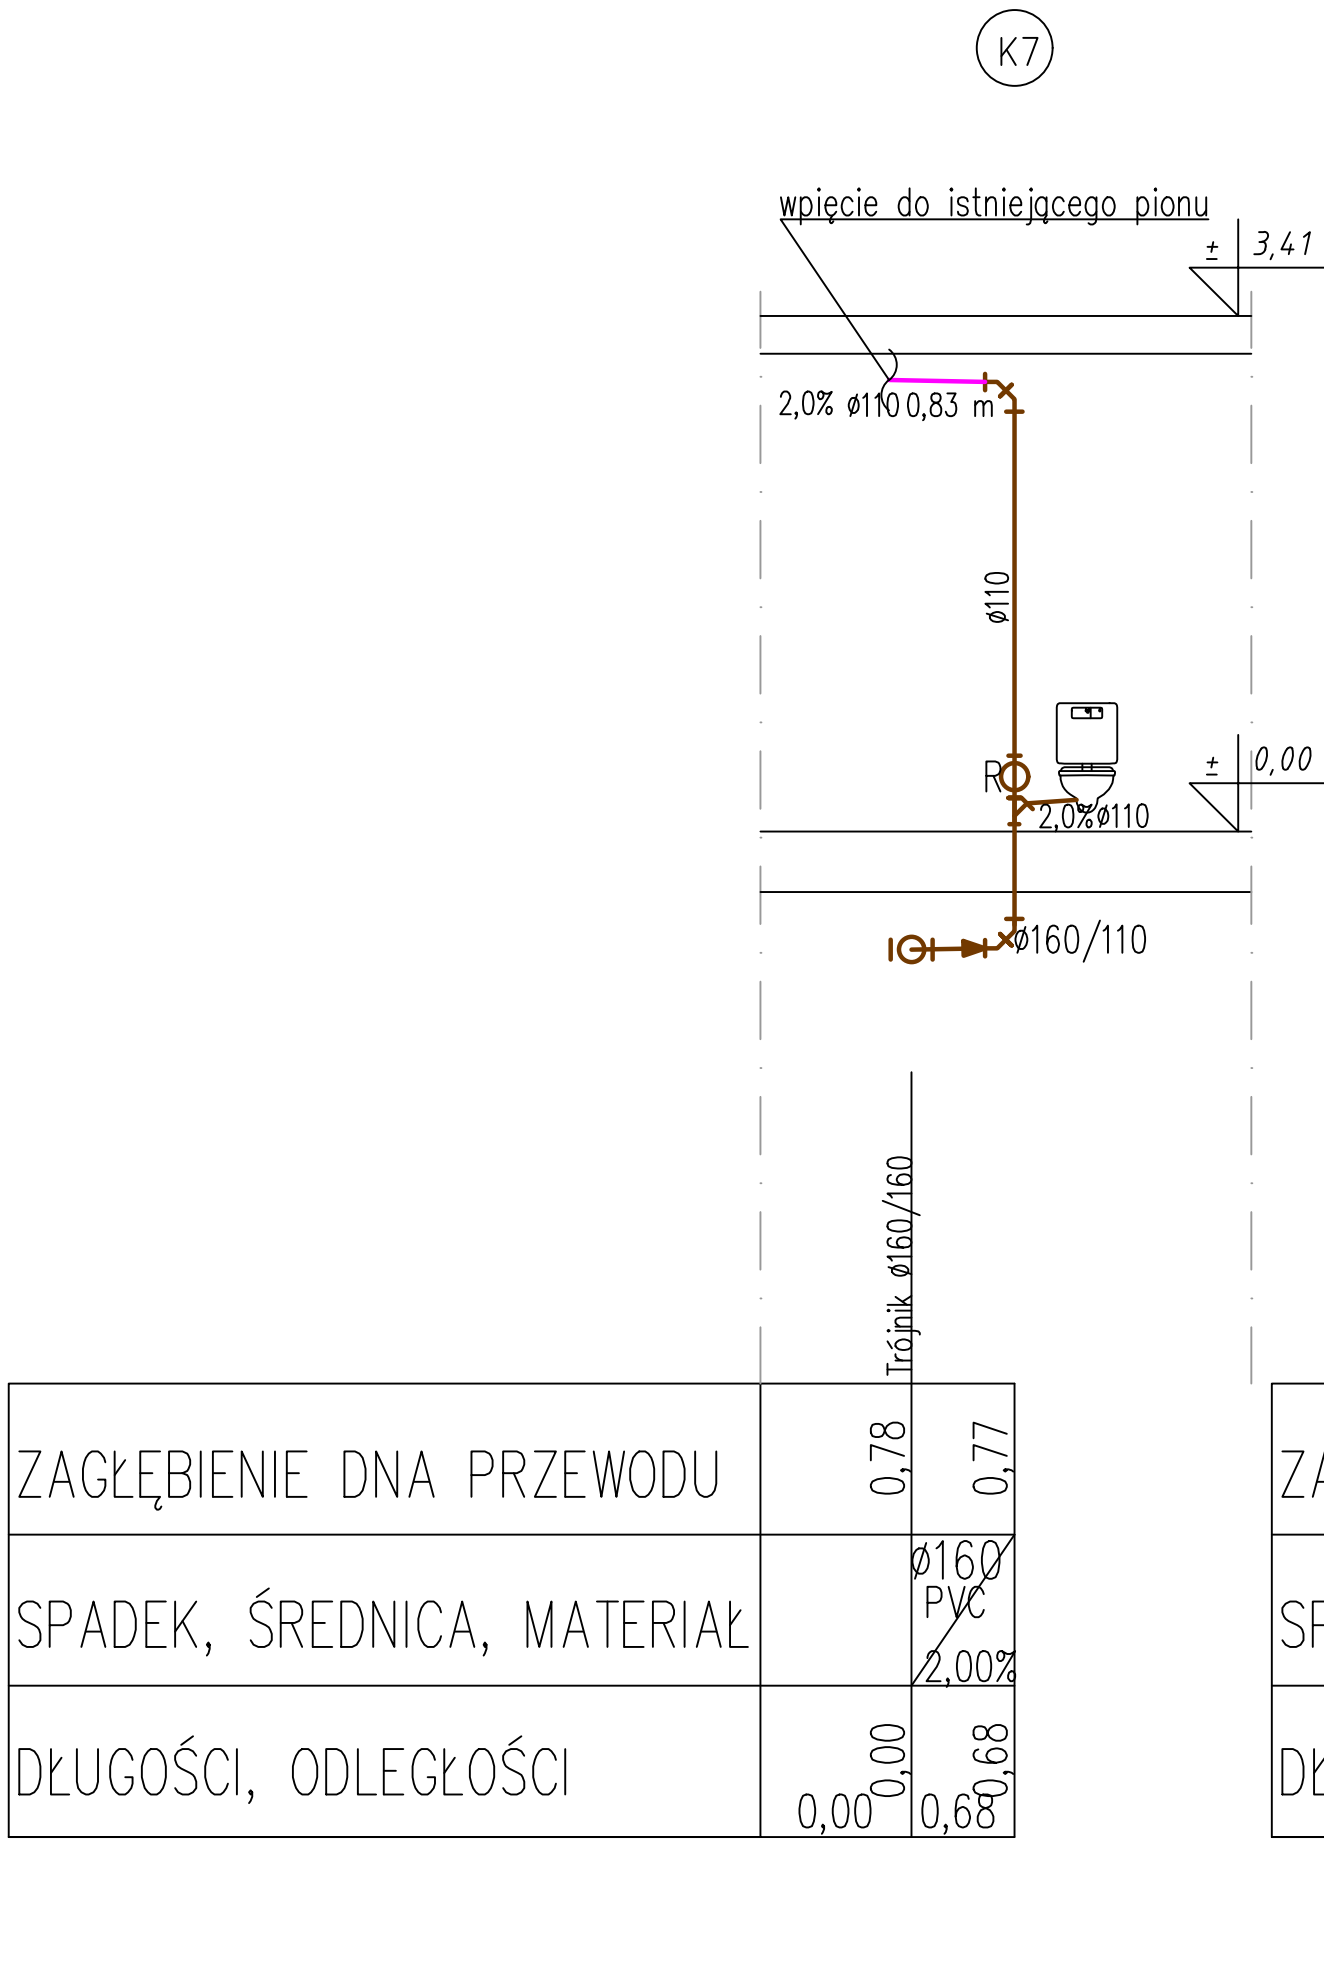 K7
wpięcie do istniejącego pionu
± 3,41
2,0% ø110 0,83 m
ø110
± 0,00
R
2,0% ø110
ø160/110
Trójnik ø160/160
ZAGŁĘBIENIE DNA PRZEWODU 0,78 0,77
ZA
ø160
PVC
SPADEK, ŚREDNICA, MATERIAŁ
2,00%
DŁUGOŚCI, ODLEGŁOŚCI 0,00 0,68
0,00 0,68